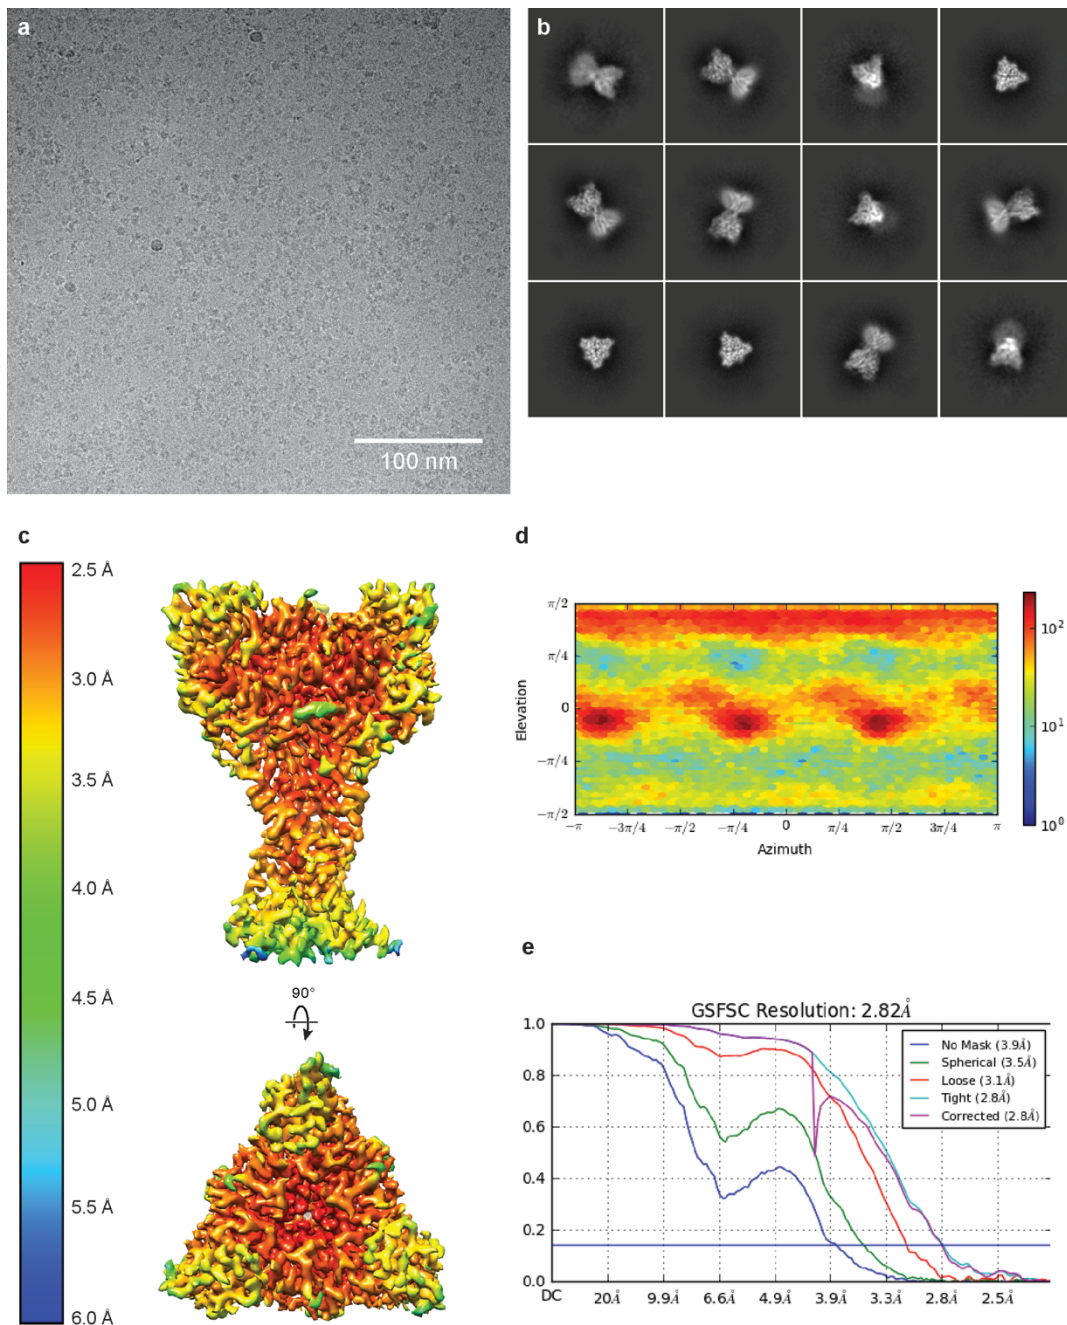 a
100 nm
b
c
2.5 Å
3.0 Å
3.5 Å
4.0 Å
4.5 Å
5.0 Å
5.5 Å
6.0 Å
90°
d
π/2
π/4
0
−π/4
−π/2
Elevation
−π
−3π/4
−π/2
−π/4
0
π/4
π/2
3π/4
π
Azimuth
10²
10¹
10⁰
e
GSFSC Resolution: 2.82Å
1.0
0.8
0.6
0.4
0.2
0.0
No Mask (3.9Å)
Spherical (3.5Å)
Loose (3.1Å)
Tight (2.8Å)
Corrected (2.8Å)
DC
20Å
9.9Å
6.6Å
4.9Å
3.9Å
3.3Å
2.8Å
2.5Å